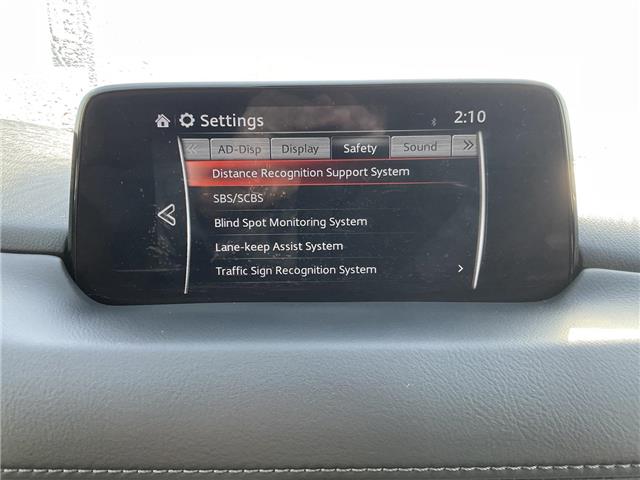 Settings 2:10
AD-Disp Display Safety Sound
Distance Recognition Support System
SBS/SCBS
Blind Spot Monitoring System
Lane-keep Assist System
Traffic Sign Recognition System